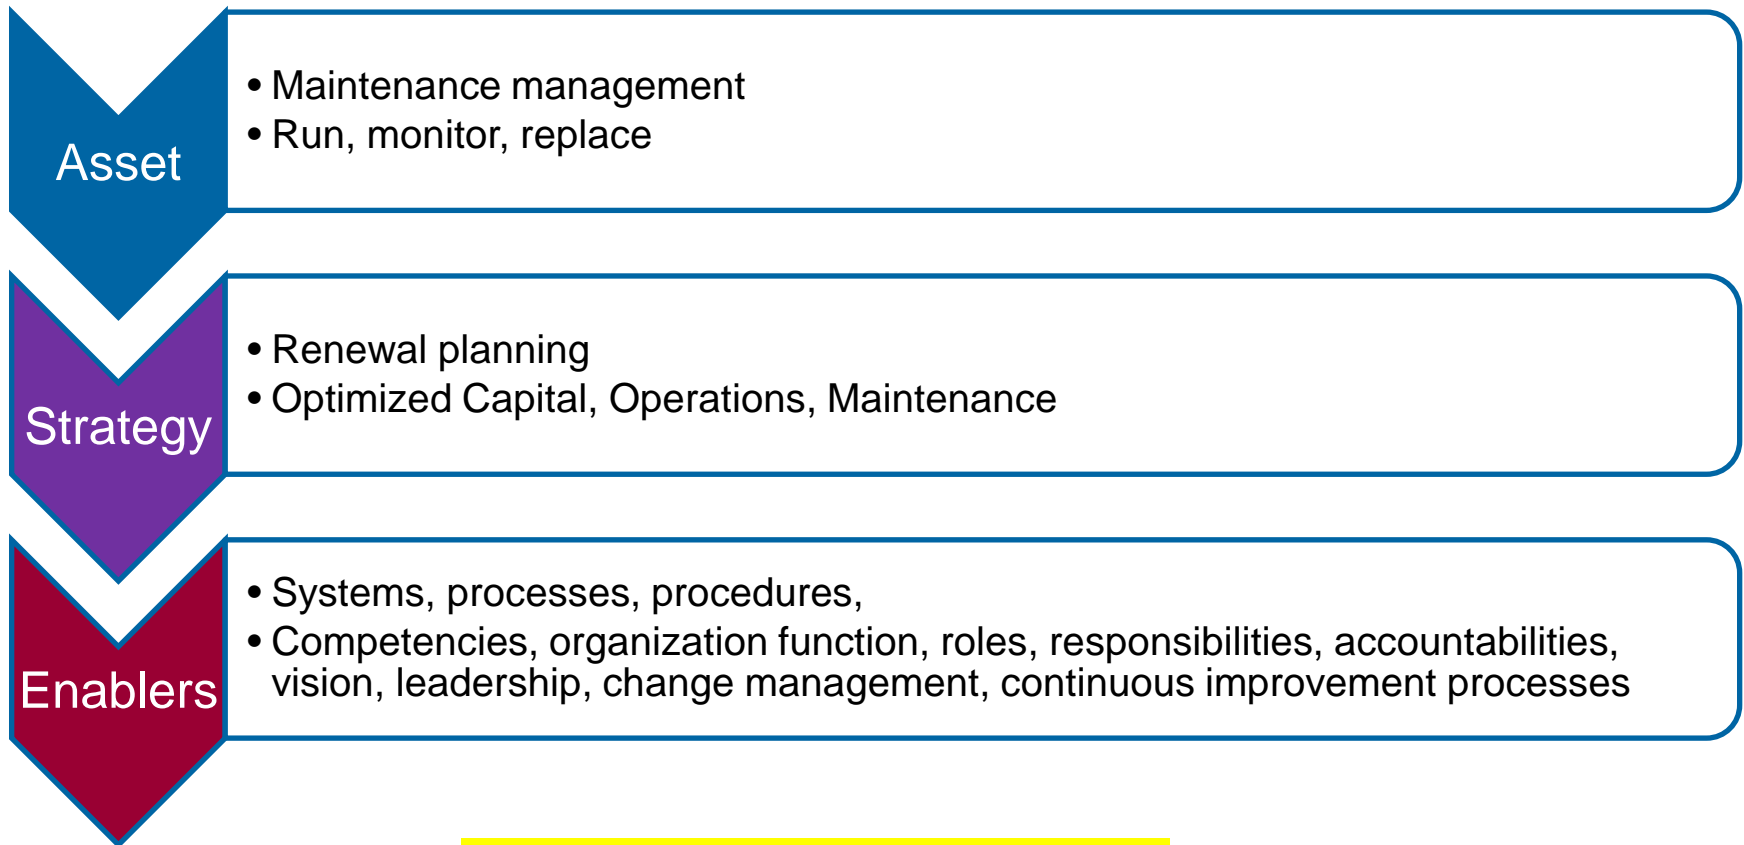 Asset
• Maintenance management
• Run, monitor, replace
Strategy
• Renewal planning
• Optimized Capital, Operations, Maintenance
Enablers
• Systems, processes, procedures,
• Competencies, organization function, roles, responsibilities, accountabilities,
vision, leadership, change management, continuous improvement processes